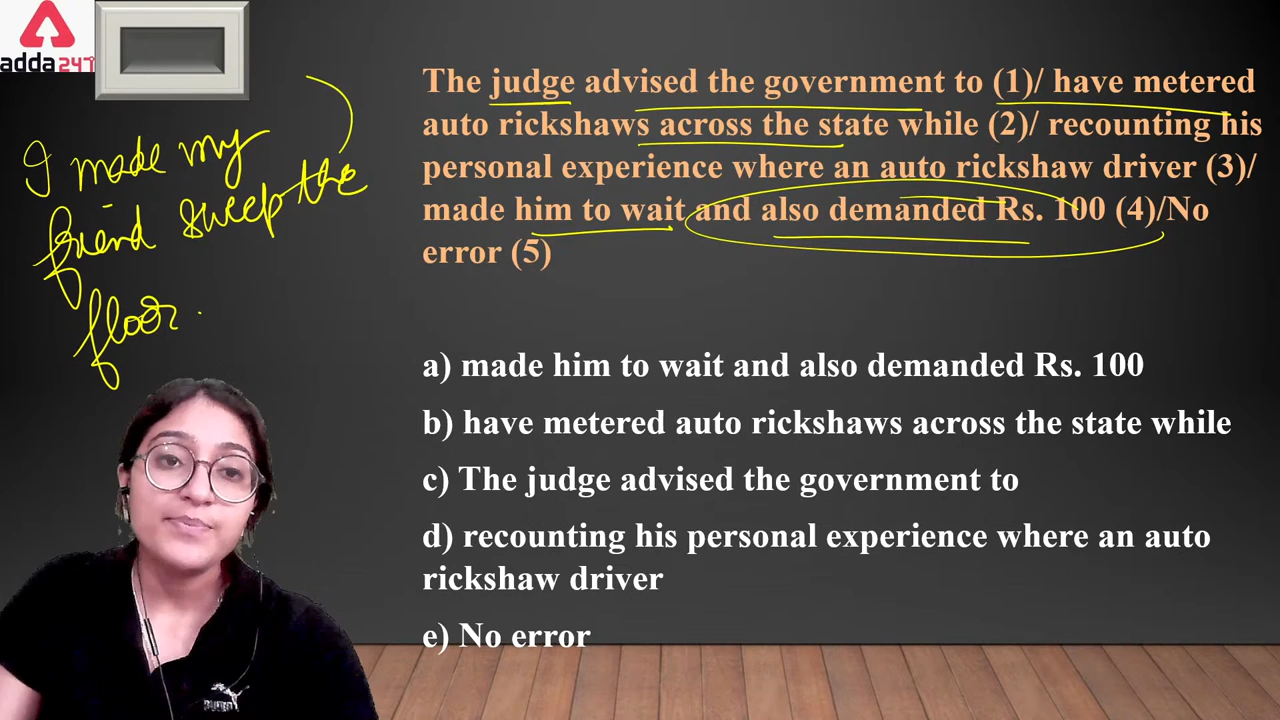 adda247
I made my
friend sweep the
floor.
The judge advised the government to (1)/ have metered
auto rickshaws across the state while (2)/ recounting his
personal experience where an auto rickshaw driver (3)/
made him to wait and also demanded Rs. 100 (4)/No
error (5)
a) made him to wait and also demanded Rs. 100
b) have metered auto rickshaws across the state while
c) The judge advised the government to
d) recounting his personal experience where an auto
rickshaw driver
e) No error